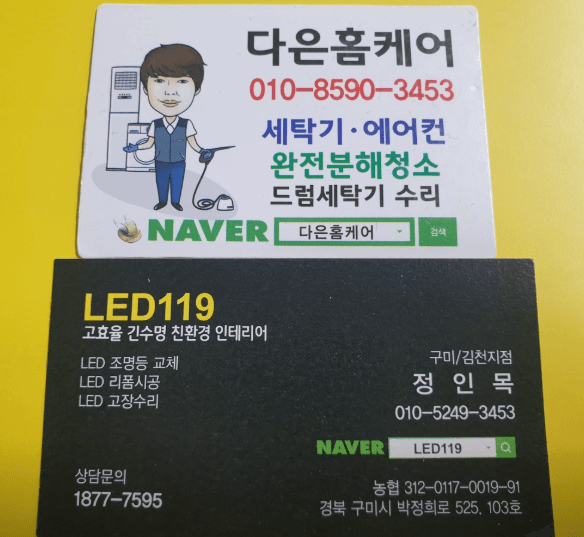 다은홈케어
010-8590-3453
세탁기·에어컨
완전분해청소
드럼세탁기 수리
NAVER 다은홈케어 검색
LED119
고효율 긴수명 친환경 인테리어
LED 조명등 교체
LED 리폼시공
LED 고장수리
구미/김천지점
정 인 목
010-5249-3453
NAVER LED119
상담문의
1877-7595
농협 312-0117-0019-91
경북 구미시 박정희로 525, 103호